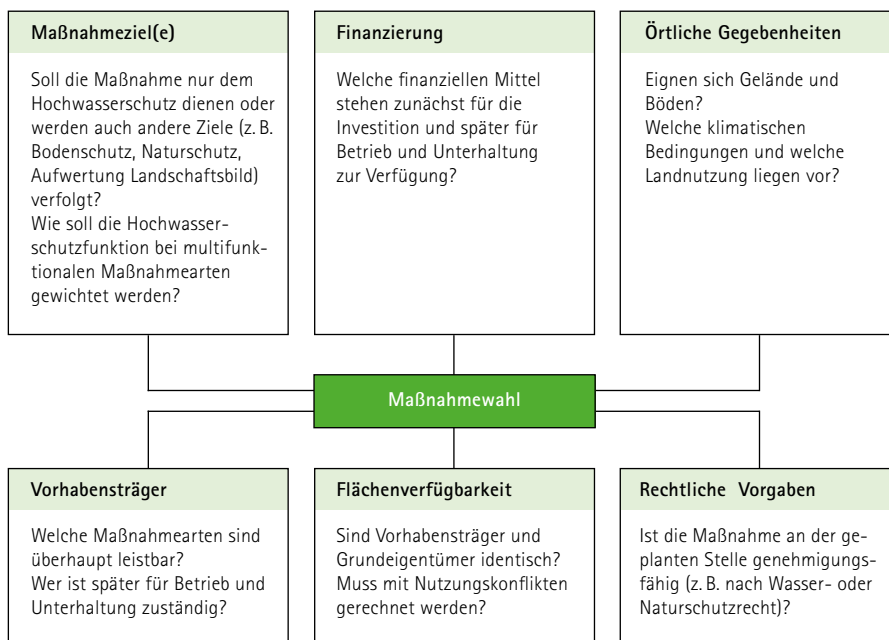 Maßnahmeziel(e)
Soll die Maßnahme nur dem
Hochwasserschutz dienen oder
werden auch andere Ziele (z. B.
Bodenschutz, Naturschutz,
Aufwertung Landschaftsbild)
verfolgt?
Wie soll die Hochwasser-
schutzfunktion bei multifunk-
tionalen Maßnahmearten
gewichtet werden?
Finanzierung
Welche finanziellen Mittel
stehen zunächst für die
Investition und später für
Betrieb und Unterhaltung
zur Verfügung?
Örtliche Gegebenheiten
Eignen sich Gelände und
Böden?
Welche klimatischen
Bedingungen und welche
Landnutzung liegen vor?
Maßnahmewahl
Vorhabensträger
Welche Maßnahmearten sind
überhaupt leistbar?
Wer ist später für Betrieb und
Unterhaltung zuständig?
Flächenverfügbarkeit
Sind Vorhabensträger und
Grundeigentümer identisch?
Muss mit Nutzungskonflikten
gerechnet werden?
Rechtliche Vorgaben
Ist die Maßnahme an der ge-
planten Stelle genehmigungs-
fähig (z. B. nach Wasser- oder
Naturschutzrecht)?